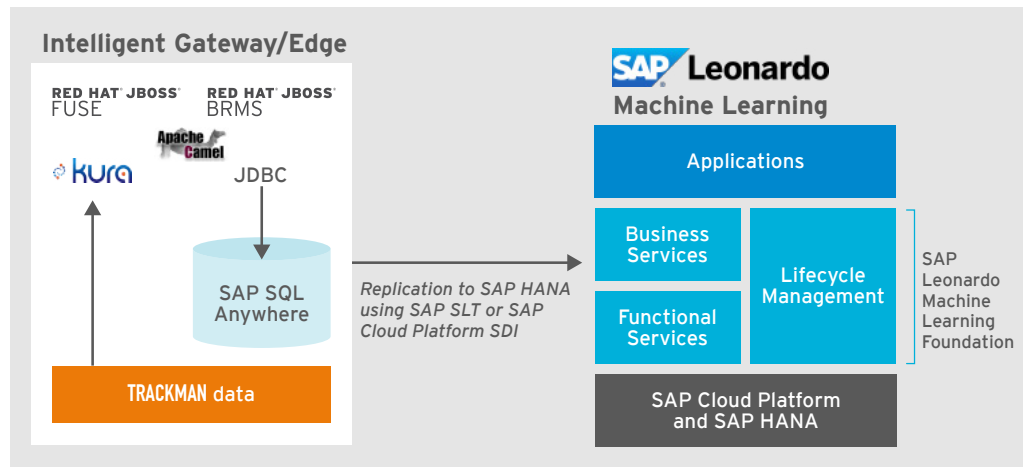 Intelligent Gateway/Edge
RED HAT JBOSS
FUSE
RED HAT JBOSS
BRMS
Apache
Camel
kura
JDBC
SAP SQL
Anywhere
TRACKMAN data
Replication to SAP HANA
using SAP SLT or SAP
Cloud Platform SDI
SAP Leonardo
Machine Learning
Applications
Business
Services
Functional
Services
Lifecycle
Management
SAP
Leonardo
Machine
Learning
Foundation
SAP Cloud Platform
and SAP HANA